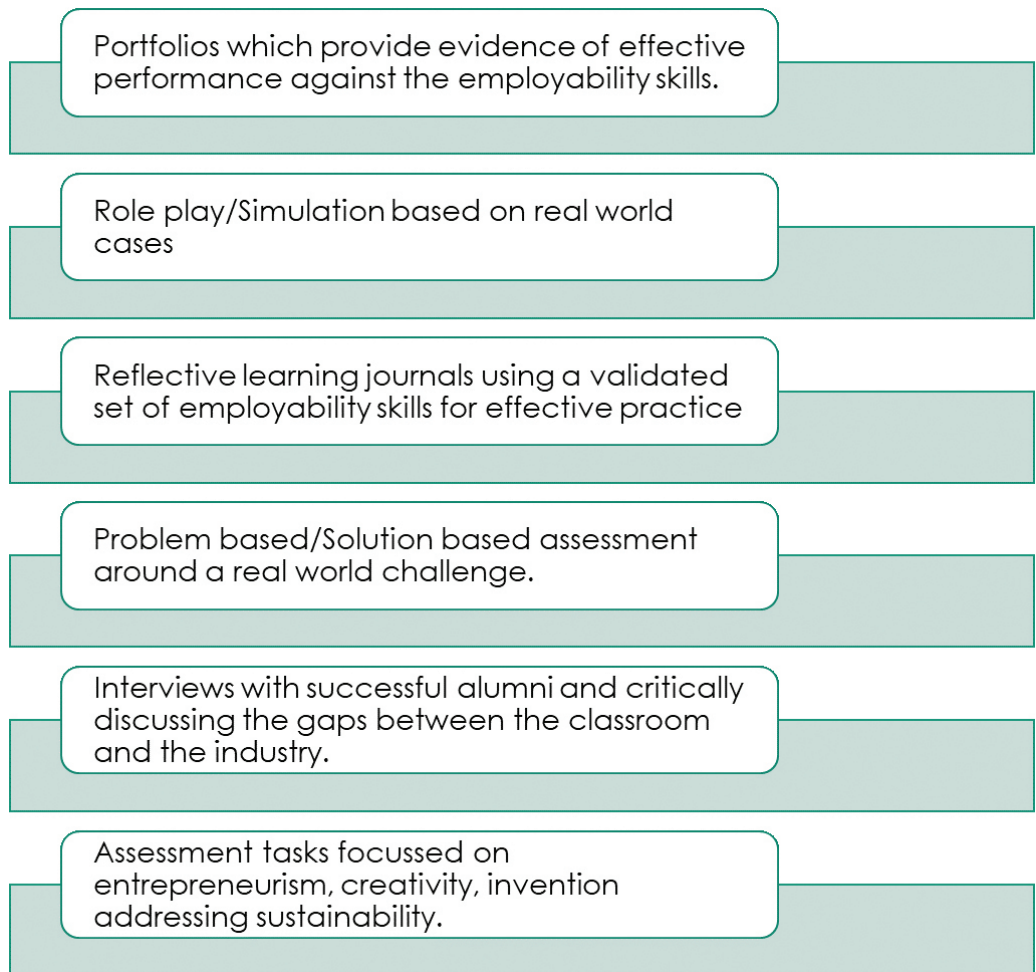 Portfolios which provide evidence of effective
performance against the employability skills.
Role play/Simulation based on real world
cases
Reflective learning journals using a validated
set of employability skills for effective practice
Problem based/Solution based assessment
around a real world challenge.
Interviews with successful alumni and critically
discussing the gaps between the classroom
and the industry.
Assessment tasks focussed on
entrepreneurism, creativity, invention
addressing sustainability.